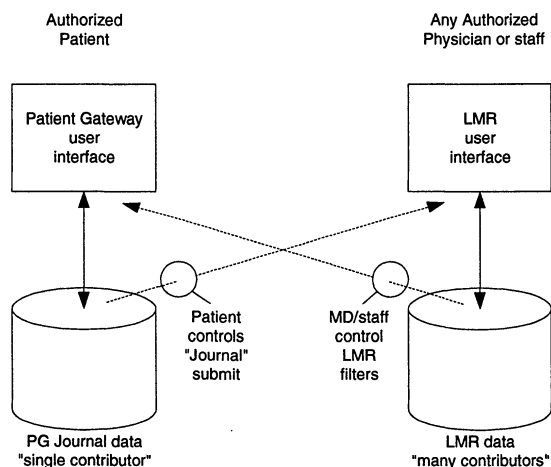 Authorized
Patient
Any Authorized
Physician or staff
Patient Gateway
user
interface
LMR
user
interface
Patient
controls
"Journal"
submit
MD/staff
control
LMR
filters
PG Journal data
"single contributor"
LMR data
"many contributors"